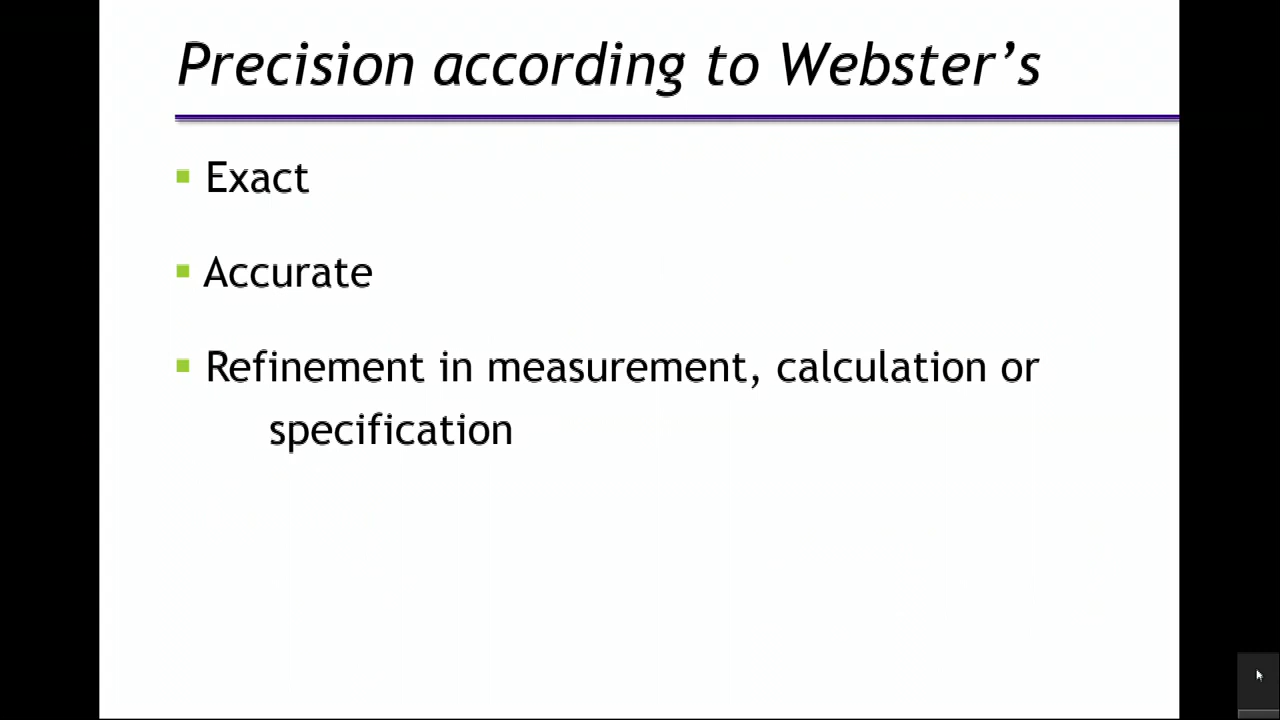 Precision according to Webster’s
Exact
Accurate
Refinement in measurement, calculation or
specification